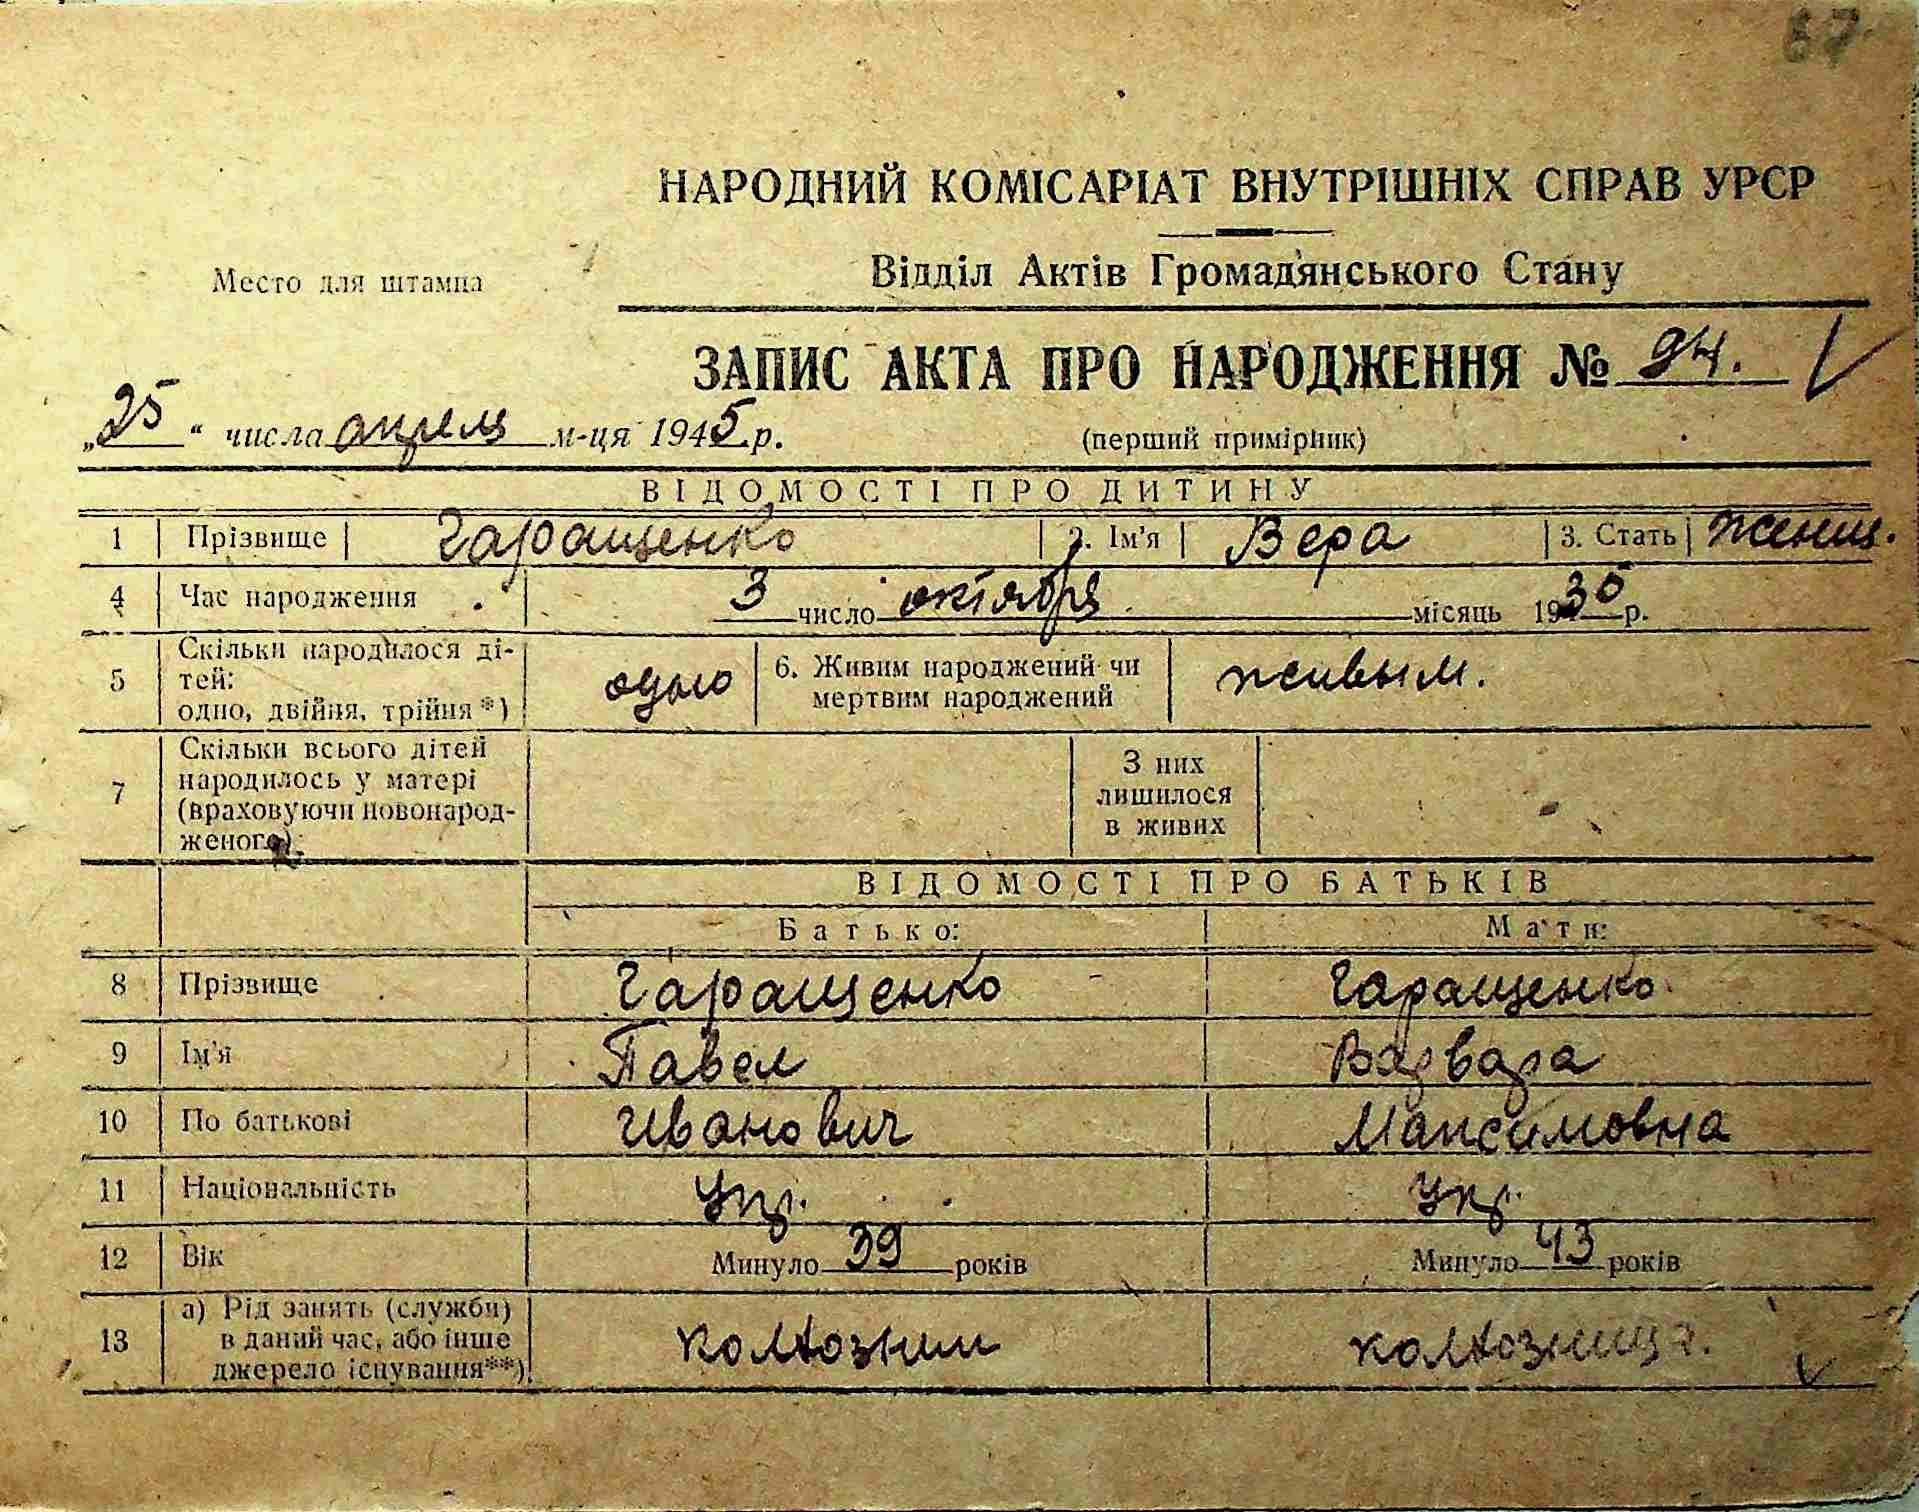 67
НАРОДНИЙ КОМІСАРІАТ ВНУТРІШНІХ СПРАВ УРСР
Место для штампа
Відділ Актів Громадянського Стану
ЗАПИС АКТА ПРО НАРОДЖЕННЯ № 94.
„25“ числа апреля м-ця 1945 р. (перший примірник)
ВІДОМОСТІ ПРО ДИТИНУ
1 Прізвище Гаращенко 2. Ім'я Вера 3. Стать женщ.
4 Час народження 3 число октября місяць 1935 р.
5 Скільки народилося дітей: одно, двійня, трійня*) одно 6. Живим народжений чи мертвим народжений живым.
7 Скільки всього дітей народилось у матері (враховуючи новонародженого) З них лишилося в живих
ВІДОМОСТІ ПРО БАТЬКІВ
Батько: Мати:
8 Прізвище Гаращенко Гаращенко
9 Ім'я Павел Варвара
10 По батькові Иванович Максимовна
11 Національність Укр. Укр.
12 Вік Минуло 39 років Минуло 43 років
13 а) Рід занять (служби) в даний час, або інше джерело існування**) колхозник колхозница.